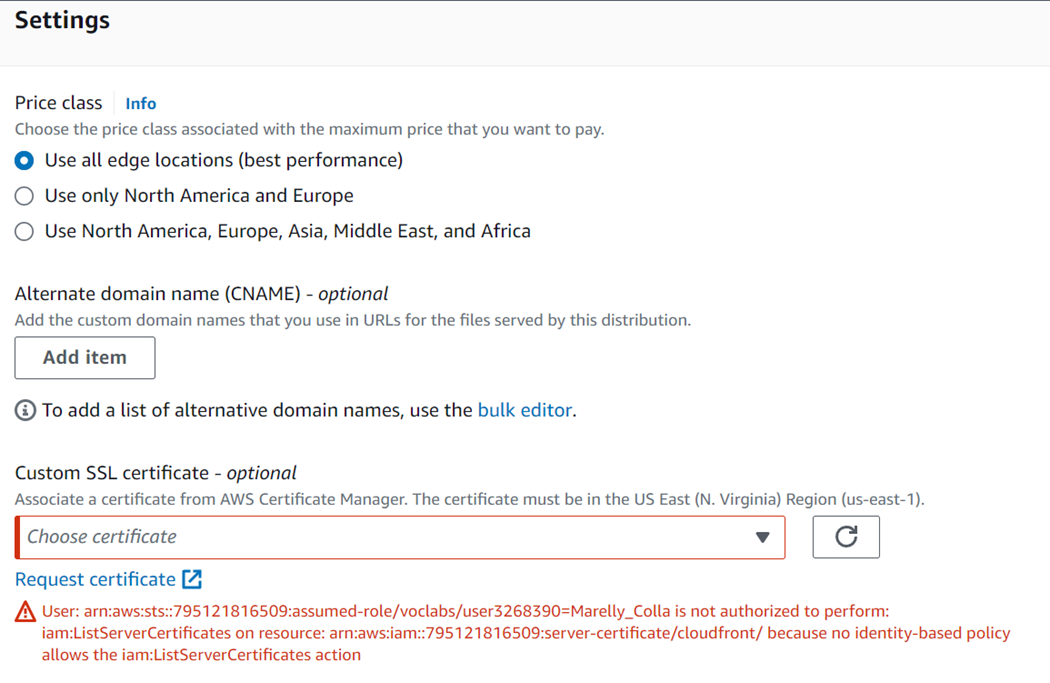 Settings
Price class Info
Choose the price class associated with the maximum price that you want to pay.
Use all edge locations (best performance)
Use only North America and Europe
Use North America, Europe, Asia, Middle East, and Africa
Alternate domain name (CNAME) - optional
Add the custom domain names that you use in URLs for the files served by this distribution.
Add item
To add a list of alternative domain names, use the bulk editor.
Custom SSL certificate - optional
Associate a certificate from AWS Certificate Manager. The certificate must be in the US East (N. Virginia) Region (us-east-1).
Choose certificate
Request certificate
User: arn:aws:sts::795121816509:assumed-role/voclabs/user3268390=Marelly_Colla is not authorized to perform:
iam:ListServerCertificates on resource: arn:aws:iam::795121816509:server-certificate/cloudfront/ because no identity-based policy
allows the iam:ListServerCertificates action